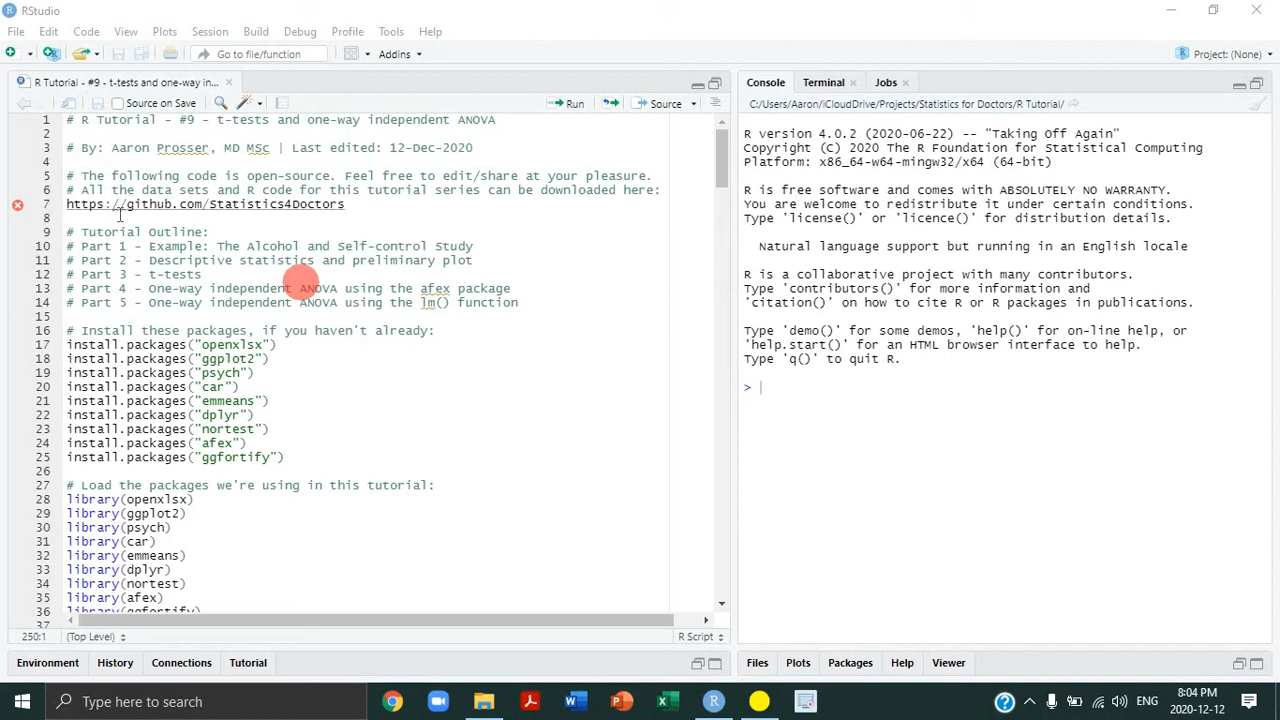 RStudio
File Edit Code View Plots Session Build Debug Profile Tools Help
Go to file/function Addins Project: (None)
R Tutorial - #9 - t-tests and one-way in...
Source on Save Run Source
1 # R Tutorial - #9 - t-tests and one-way independent ANOVA
2
3 # By: Aaron Prosser, MD MSc | Last edited: 12-Dec-2020
4
5 # The following code is open-source. Feel free to edit/share at your pleasure.
6 # All the data sets and R code for this tutorial series can be downloaded here:
7 https://github.com/Statistics4Doctors
8
9 # Tutorial Outline:
10 # Part 1 - Example: The Alcohol and Self-control Study
11 # Part 2 - Descriptive statistics and preliminary plot
12 # Part 3 - t-tests
13 # Part 4 - One-way independent ANOVA using the afex package
14 # Part 5 - One-way independent ANOVA using the lm() function
15
16 # Install these packages, if you haven't already:
17 install.packages("openxlsx")
18 install.packages("ggplot2")
19 install.packages("psych")
20 install.packages("car")
21 install.packages("emmeans")
22 install.packages("dplyr")
23 install.packages("nortest")
24 install.packages("afex")
25 install.packages("ggfortify")
26
27 # Load the packages we're using in this tutorial:
28 library(openxlsx)
29 library(ggplot2)
30 library(psych)
31 library(car)
32 library(emmeans)
33 library(dplyr)
34 library(nortest)
35 library(afex)
36 library(ggfortify)
37
250:1 (Top Level) R Script
Environment History Connections Tutorial
Console Terminal Jobs
C:/Users/Aaron/iCloudDrive/Projects/Statistics for Doctors/R Tutorial/
R version 4.0.2 (2020-06-22) -- "Taking Off Again"
Copyright (C) 2020 The R Foundation for Statistical Computing
Platform: x86_64-w64-mingw32/x64 (64-bit)
R is free software and comes with ABSOLUTELY NO WARRANTY.
You are welcome to redistribute it under certain conditions.
Type 'license()' or 'licence()' for distribution details.
Natural language support but running in an English locale
R is a collaborative project with many contributors.
Type 'contributors()' for more information and
'citation()' on how to cite R or R packages in publications.
Type 'demo()' for some demos, 'help()' for on-line help, or
'help.start()' for an HTML browser interface to help.
Type 'q()' to quit R.
>
Files Plots Packages Help Viewer
Type here to search
ENG
8:04 PM
2020-12-12